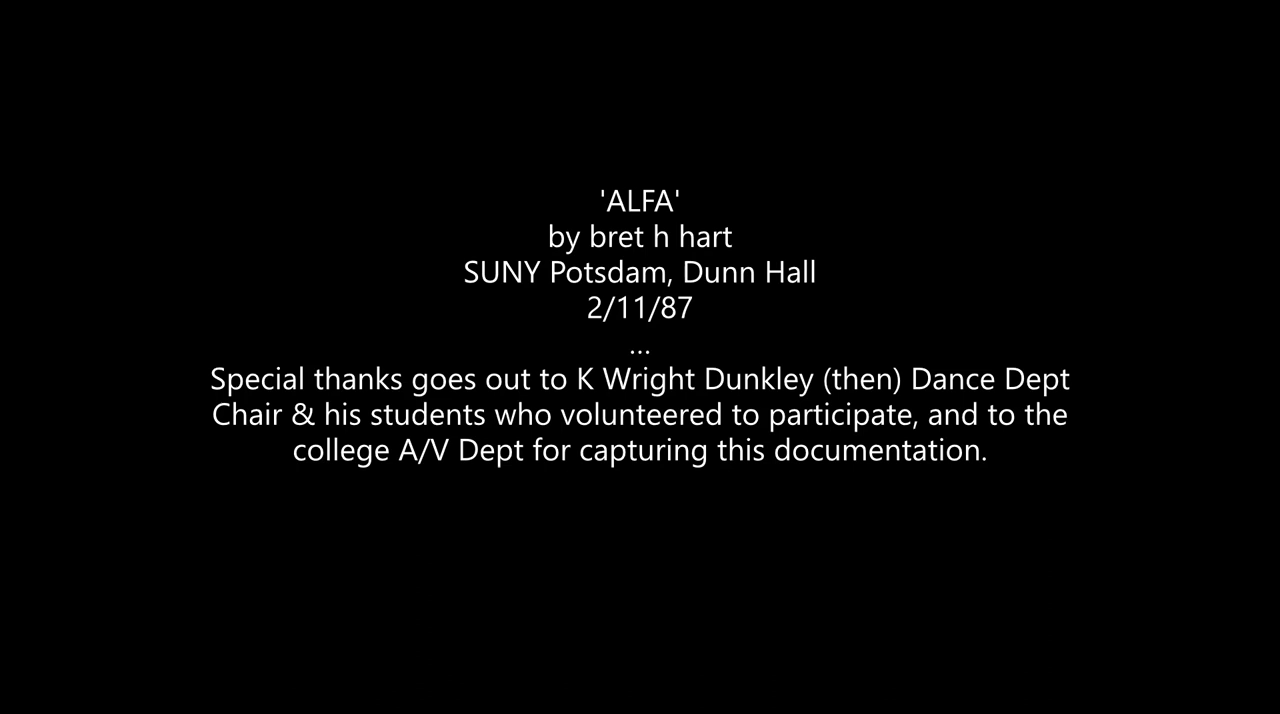 'ALFA'
by bret h hart
SUNY Potsdam, Dunn Hall
2/11/87
...
Special thanks goes out to K Wright Dunkley (then) Dance Dept
Chair & his students who volunteered to participate, and to the
college A/V Dept for capturing this documentation.